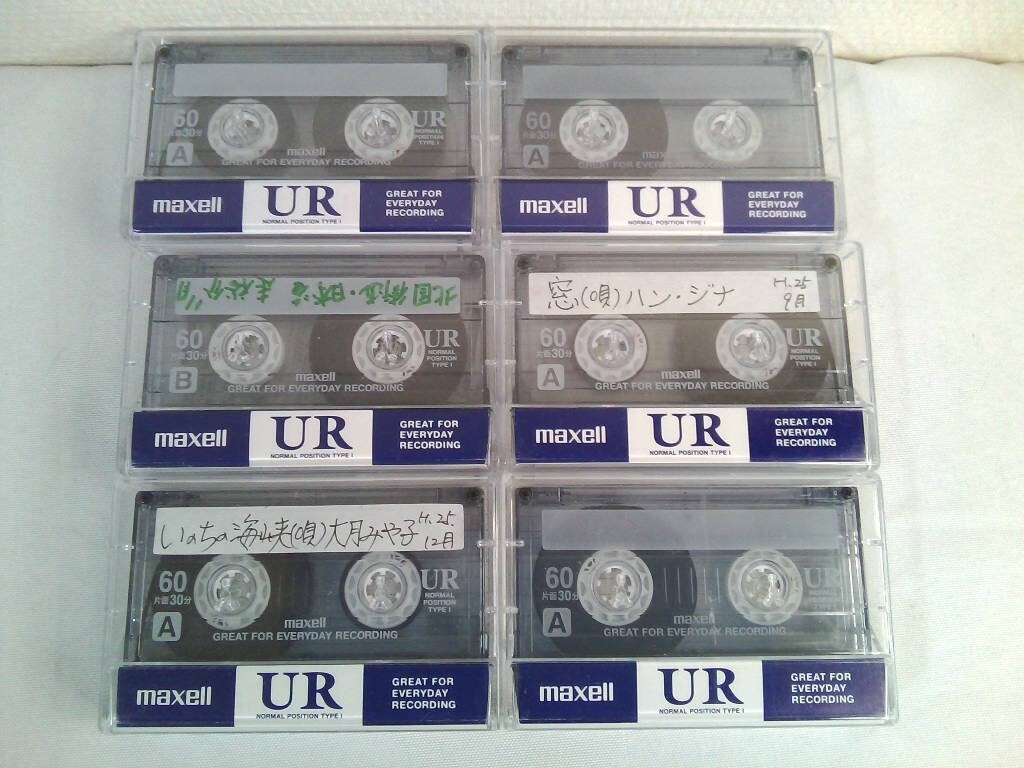 60
片面30分
A
UR
NORMAL
POSITION
TYPE I
maxell
GREAT FOR EVERYDAY RECORDING
maxell
UR
NORMAL POSITION TYPE I
GREAT FOR
EVERYDAY
RECORDING
60
片面30分
A
maxell
GREAT FOR EVERYDAY RECORDING
maxell
UR
NORMAL POSITION TYPE I
GREAT FOR
EVERYDAY
RECORDING
北国
60
片面30分
B
UR
NORMAL
POSITION
TYPE I
maxell
GREAT FOR EVERYDAY RECORDING
maxell
UR
NORMAL POSITION TYPE I
GREAT FOR
EVERYDAY
RECORDING
窓(唄)ハン・ジナ
H.25
9月
60
片面30分
A
UR
NORMAL
POSITION
TYPE I
maxell
GREAT FOR EVERYDAY RECORDING
maxell
UR
NORMAL POSITION TYPE I
GREAT FOR
EVERYDAY
RECORDING
いのちの海峡(唄)大月みや子
H.25.
12月
60
片面30分
A
UR
NORMAL
POSITION
TYPE I
maxell
GREAT FOR EVERYDAY RECORDING
maxell
UR
NORMAL POSITION TYPE I
GREAT FOR
EVERYDAY
RECORDING
60
片面30分
A
UR
NORMAL
POSITION
TYPE I
maxell
GREAT FOR EVERYDAY RECORDING
maxell
UR
NORMAL POSITION TYPE I
GREAT FOR
EVERYDAY
RECORDING